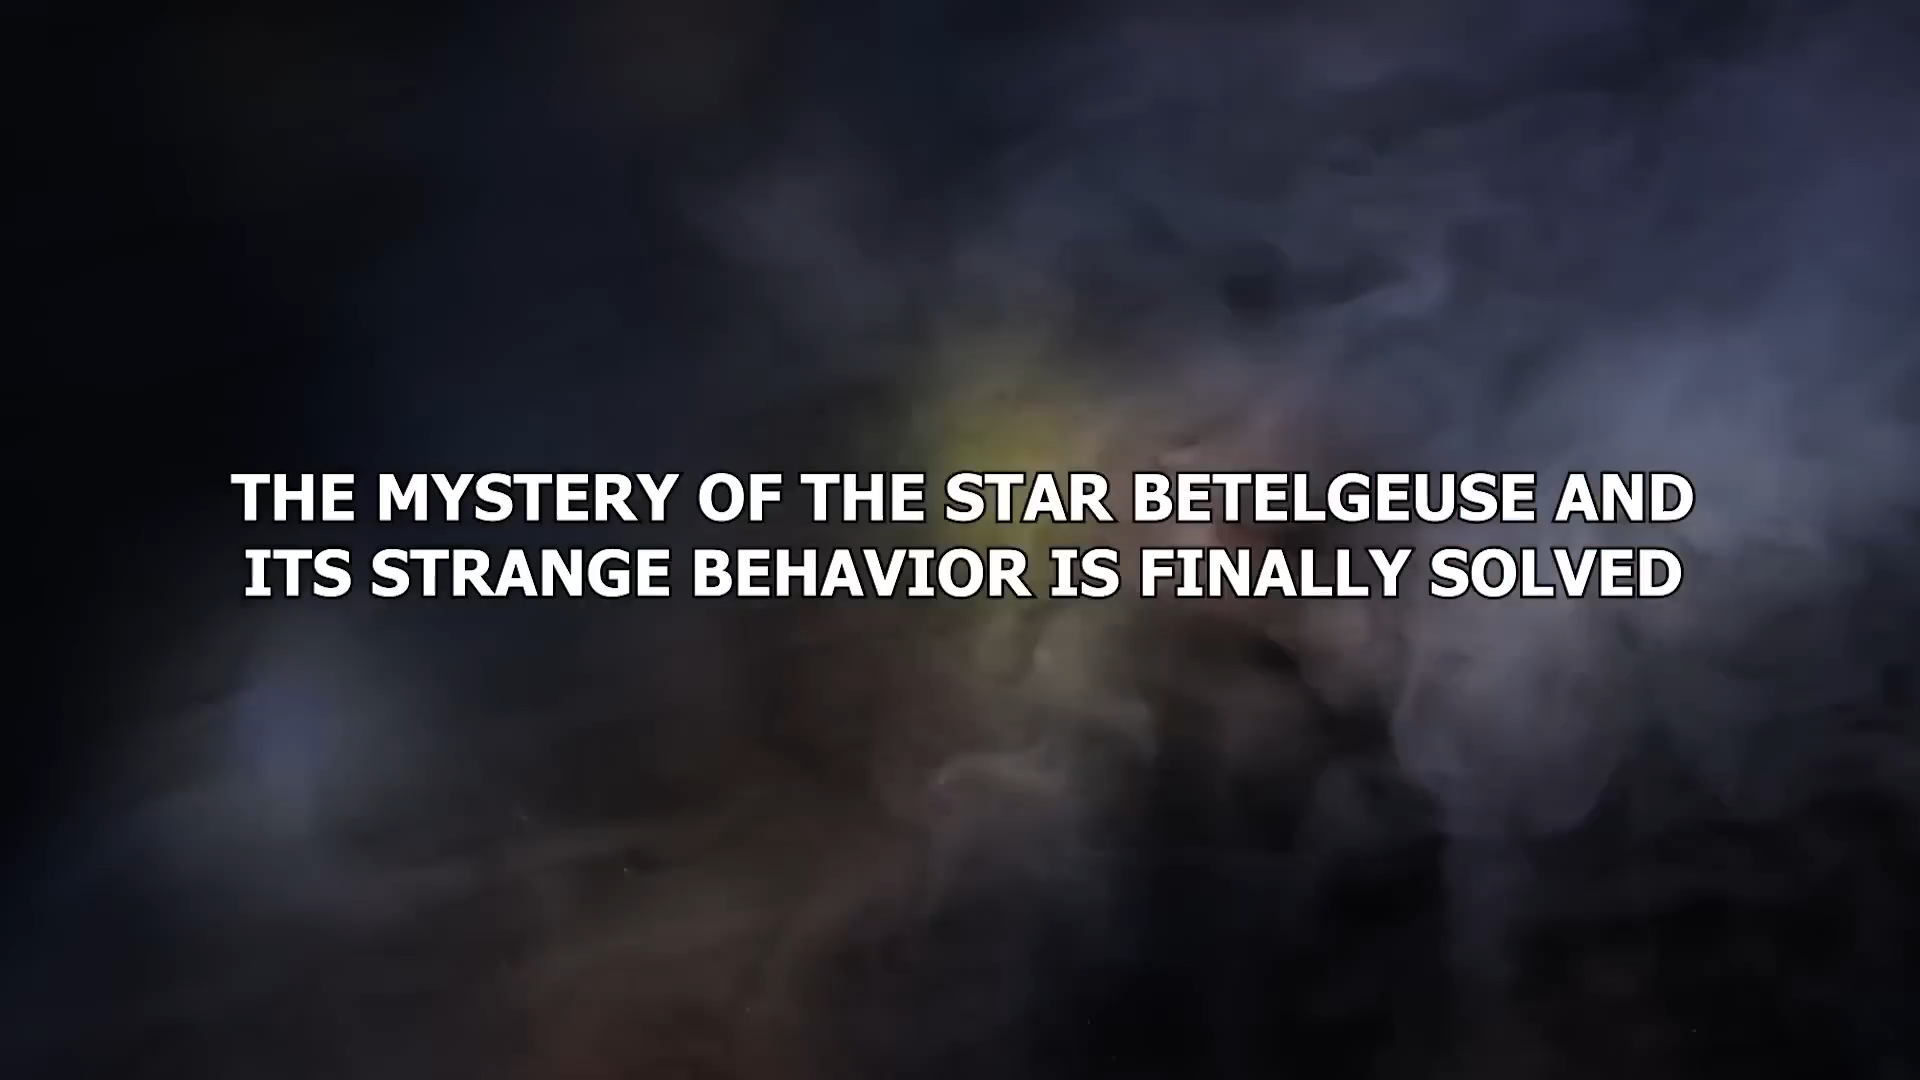 THE MYSTERY OF THE STAR BETELGEUSE AND
ITS STRANGE BEHAVIOR IS FINALLY SOLVED